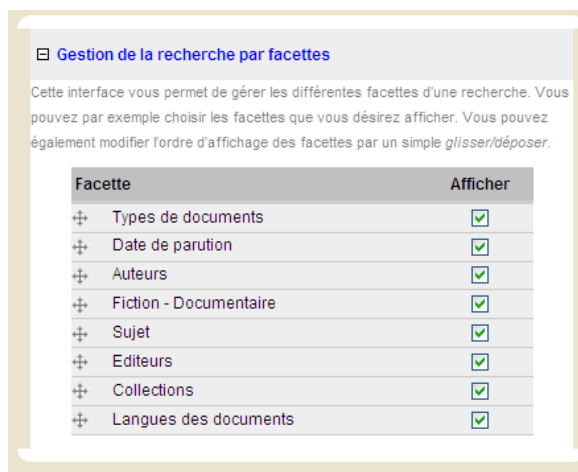 Gestion de la recherche par facettes
Cette interface vous permet de gérer les différentes facettes d'une recherche. Vous
pouvez par exemple choisir les facettes que vous désirez afficher. Vous pouvez
également modifier l'ordre d'affichage des facettes par un simple glisser/déposer.
Facette Afficher
Types de documents
Date de parution
Auteurs
Fiction - Documentaire
Sujet
Editeurs
Collections
Langues des documents